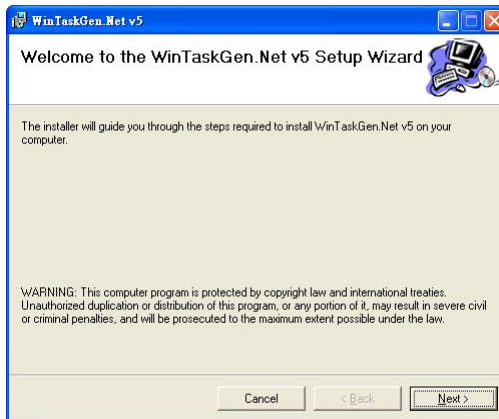 WinTaskGen.Net v5
Welcome to the WinTaskGen.Net v5 Setup Wizard
The installer will guide you through the steps required to install WinTaskGen.Net v5 on your
computer.
WARNING: This computer program is protected by copyright law and international treaties.
Unauthorized duplication or distribution of this program, or any portion of it, may result in severe civil
or criminal penalties, and will be prosecuted to the maximum extent possible under the law.
Cancel < Back Next >